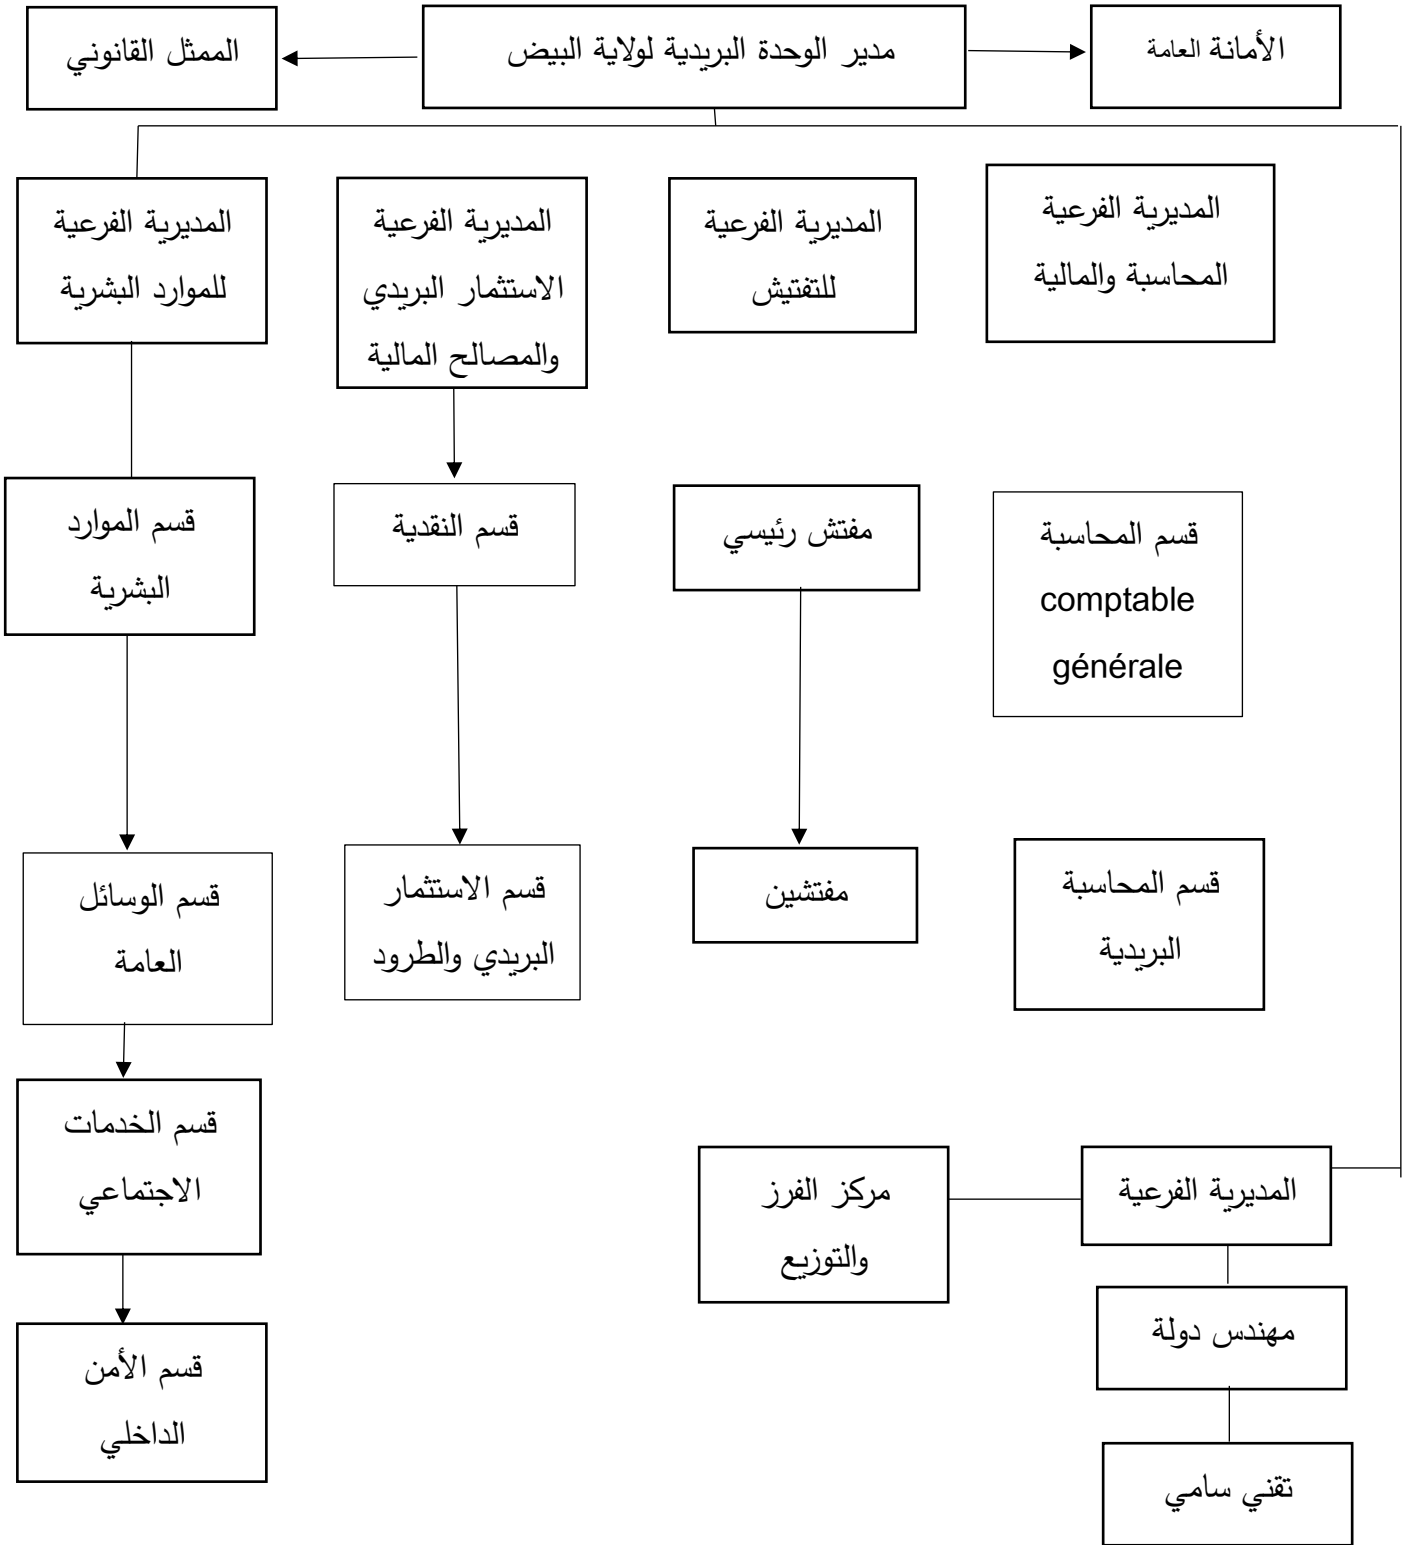 الأمانة العامة
مدير الوحدة البريدية لولاية البيض
الممثل القانوني
المديرية الفرعية
المحاسبة والمالية
المديرية الفرعية
للتفتيش
المديرية الفرعية
الاستثمار البريدي
والمصالح المالية
المديرية الفرعية
للموارد البشرية
قسم المحاسبة
comptable
générale
مفتش رئيسي
قسم النقدية
قسم الموارد
البشرية
قسم المحاسبة
البريدية
مفتشين
قسم الاستثمار
البريدي والطرود
قسم الوسائل
العامة
المديرية الفرعية
مركز الفرز
والتوزيع
قسم الخدمات
الاجتماعي
مهندس دولة
قسم الأمن
الداخلي
تقني سامي